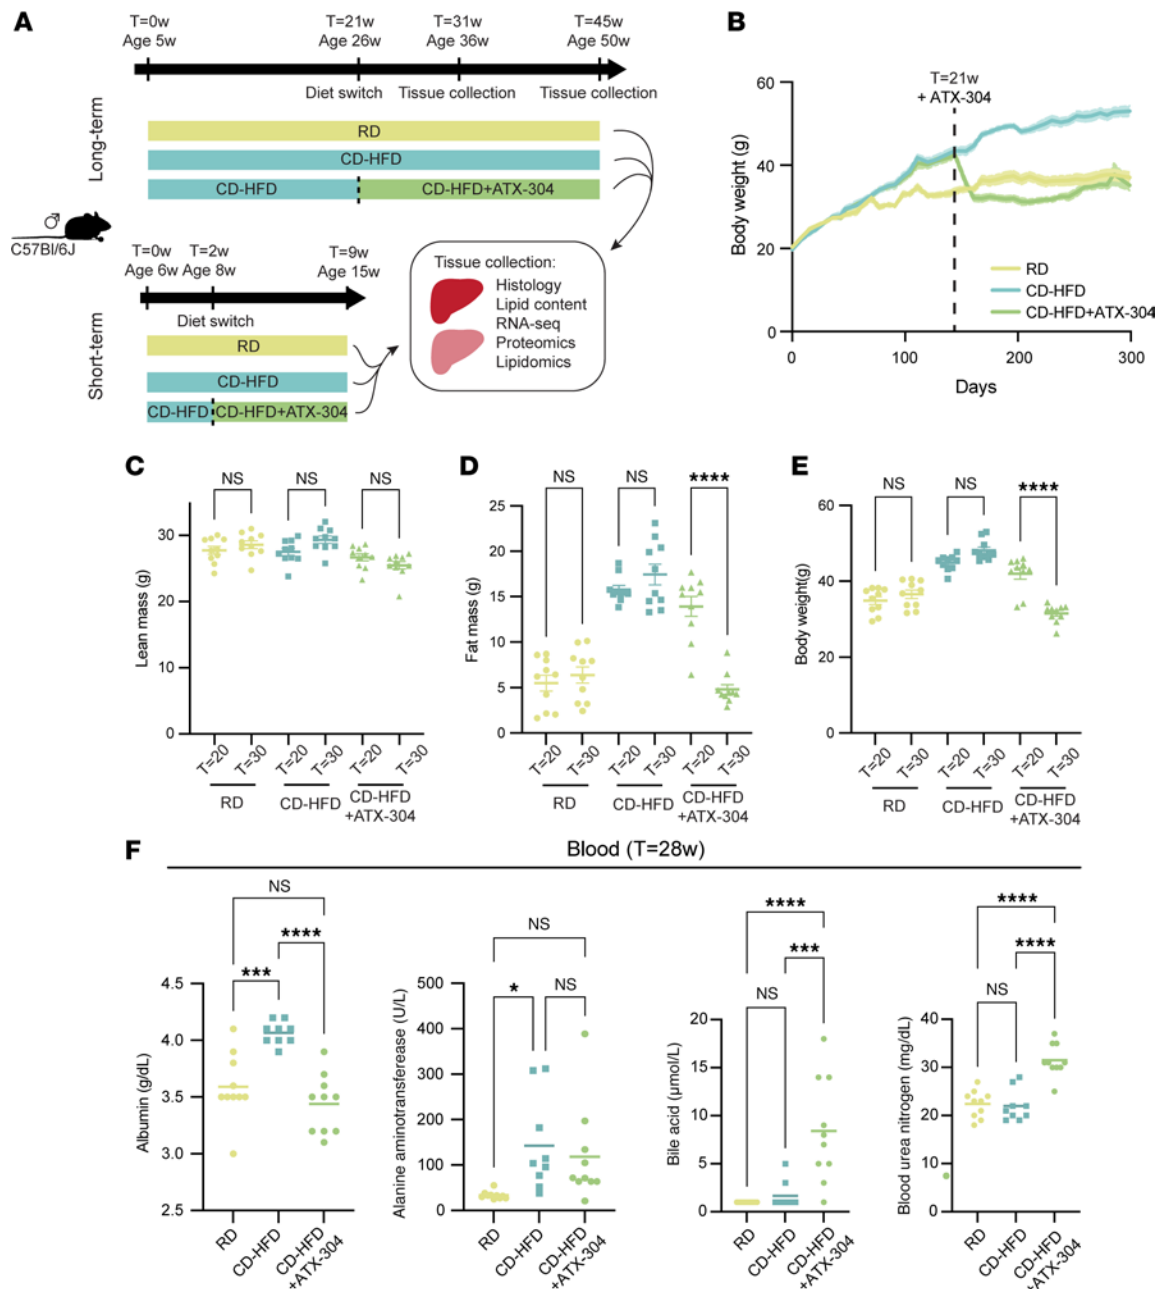 A
T=0w T=21w T=31w T=45w
Age 5w Age 26w Age 36w Age 50w
Diet switch Tissue collection Tissue collection
Long-term
RD
CD-HFD
CD-HFD CD-HFD+ATX-304
♂
C57Bl/6J
T=0w T=2w T=9w
Age 6w Age 8w Age 15w
Diet switch
Short-term
RD
CD-HFD
CD-HFD CD-HFD+ATX-304
Tissue collection:
Histology
Lipid content
RNA-seq
Proteomics
Lipidomics
B
T=21w
+ ATX-304
Body weight (g)
60
40
20
0
0 100 200 300
Days
RD
CD-HFD
CD-HFD+ATX-304
C
NS NS NS
Lean mass (g)
30
20
10
0
T=20 T=30 T=20 T=30 T=20 T=30
RD CD-HFD CD-HFD
+ATX-304
D
NS NS ****
Fat mass (g)
25
20
15
10
5
0
T=20 T=30 T=20 T=30 T=20 T=30
RD CD-HFD CD-HFD
+ATX-304
E
NS NS ****
Body weight(g)
60
40
20
0
T=20 T=30 T=20 T=30 T=20 T=30
RD CD-HFD CD-HFD
+ATX-304
F
Blood (T=28w)
NS
****
***
Albumin (g/dL)
4.5
4.0
3.5
3.0
2.5
RD CD-HFD CD-HFD
+ATX-304
NS
* NS
Alanine aminotransferease (U/L)
500
400
300
200
100
0
RD CD-HFD CD-HFD
+ATX-304
****
***
NS
Bile acid (µmol/L)
20
15
10
5
0
RD CD-HFD CD-HFD
+ATX-304
****
****
NS
Blood urea nitrogen (mg/dL)
40
30
20
10
0
RD CD-HFD CD-HFD
+ATX-304